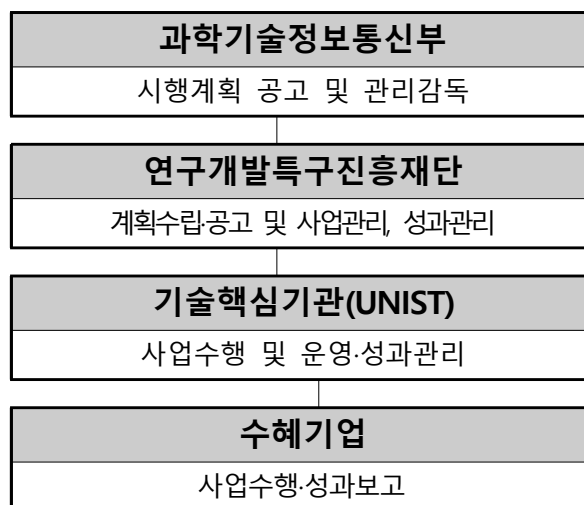 과학기술정보통신부
시행계획 공고 및 관리감독
연구개발특구진흥재단
계획수립·공고 및 사업관리, 성과관리
기술핵심기관(UNIST)
사업수행 및 운영·성과관리
수혜기업
사업수행·성과보고